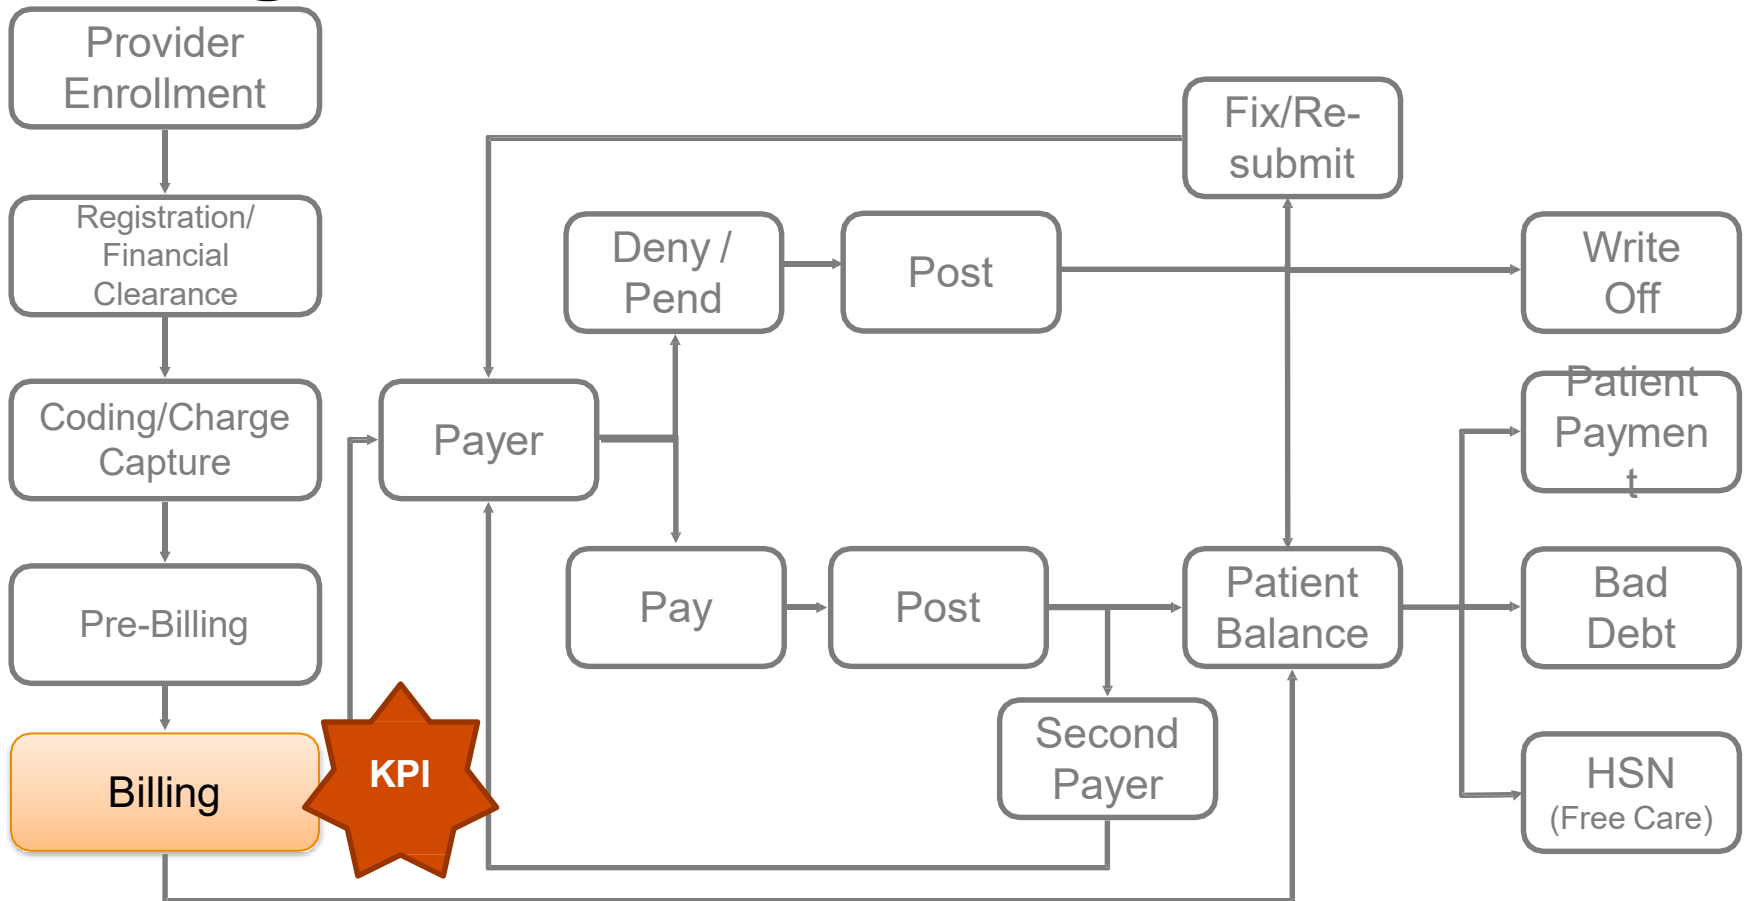 Provider
Enrollment
Registration/
Financial
Clearance
Coding/Charge
Capture
Pre-Billing
Billing
KPI
Payer
Deny /
Pend
Post
Fix/Re-
submit
Write
Off
Pay
Post
Second
Payer
Patient
Balance
Patient
Paymen
t
Bad
Debt
HSN
(Free Care)